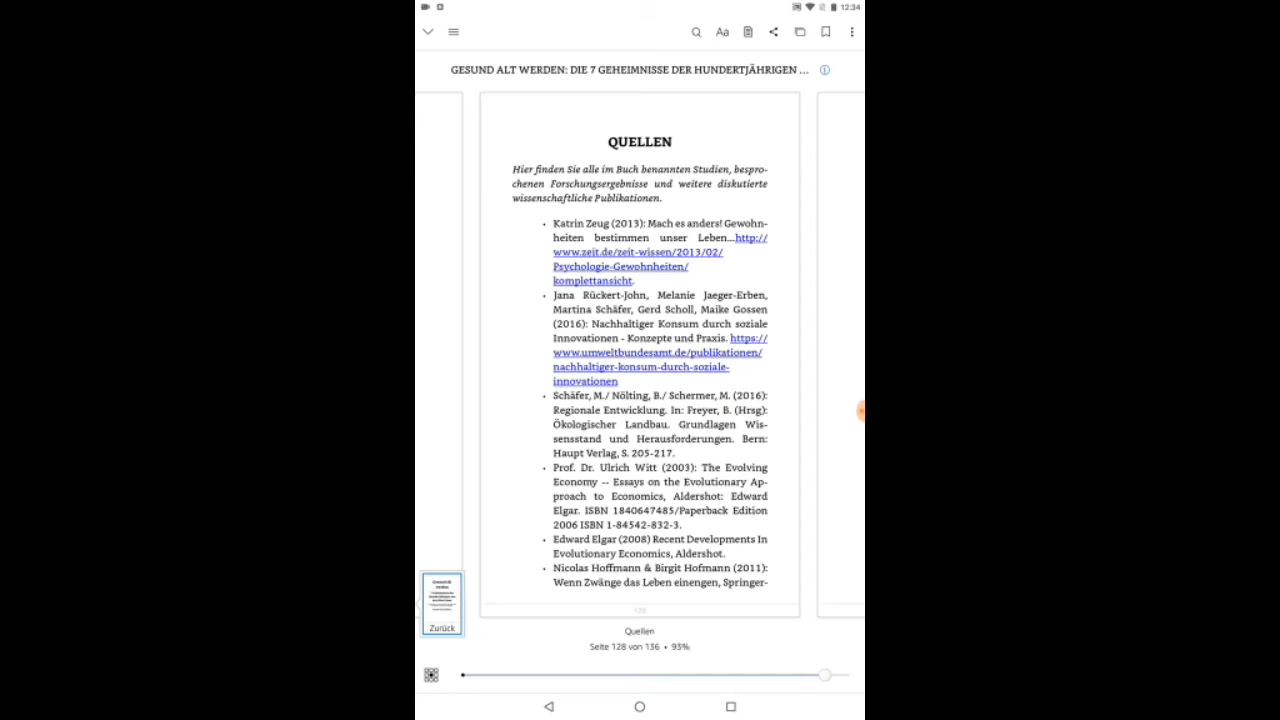 12:34
Aa
GESUND ALT WERDEN: DIE 7 GEHEIMNISSE DER HUNDERTJÄHRIGEN ...
QUELLEN
Hier finden Sie alle im Buch benannten Studien, bespro-
chenen Forschungsergebnisse und weitere diskutierte
wissenschaftliche Publikationen.
• Katrin Zeug (2013): Mach es anders! Gewohn-
heiten bestimmen unser Leben...http://
www.zeit.de/zeit-wissen/2013/02/
Psychologie-Gewohnheiten/
komplettansicht.
• Jana Rückert-John, Melanie Jaeger-Erben,
Martina Schäfer, Gerd Scholl, Maike Gossen
(2016): Nachhaltiger Konsum durch soziale
Innovationen - Konzepte und Praxis. https://
www.umweltbundesamt.de/publikationen/
nachhaltiger-konsum-durch-soziale-
innovationen
• Schäfer, M./ Nölting, B./ Schermer, M. (2016):
Regionale Entwicklung. In: Freyer, B. (Hrsg):
Ökologischer Landbau. Grundlagen Wis-
sensstand und Herausforderungen. Bern:
Haupt Verlag, S. 205-217.
• Prof. Dr. Ulrich Witt (2003): The Evolving
Economy -- Essays on the Evolutionary Ap-
proach to Economics, Aldershot: Edward
Elgar. ISBN 1840647485/Paperback Edition
2006 ISBN 1-84542-832-3.
• Edward Elgar (2008) Recent Developments In
Evolutionary Economics, Aldershot.
• Nicolas Hoffmann & Birgit Hofmann (2011):
Wenn Zwänge das Leben einengen, Springer-
Zurück
Quellen
Seite 128 von 136 • 93%